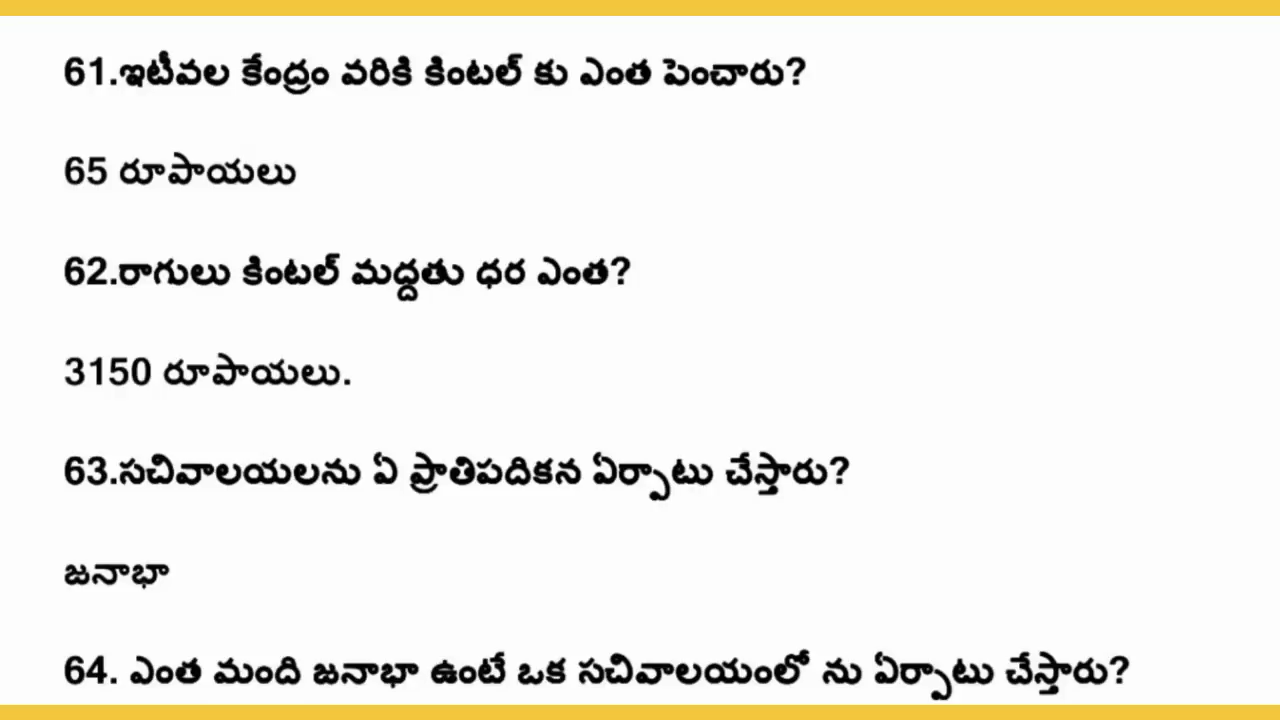 61.ఇటీవల కేంద్రం వరికి కింటల్ కు ఎంత పెంచారు?
65 రూపాయలు
62.రాగులు కింటల్ మద్దతు ధర ఎంత?
3150 రూపాయలు.
63.సచివాలయలను ఏ ప్రాతిపదికన ఏర్పాటు చేస్తారు?
జనాభా
64. ఎంత మంది జనాభా ఉంటే ఒక సచివాలయంలో ను ఏర్పాటు చేస్తారు?